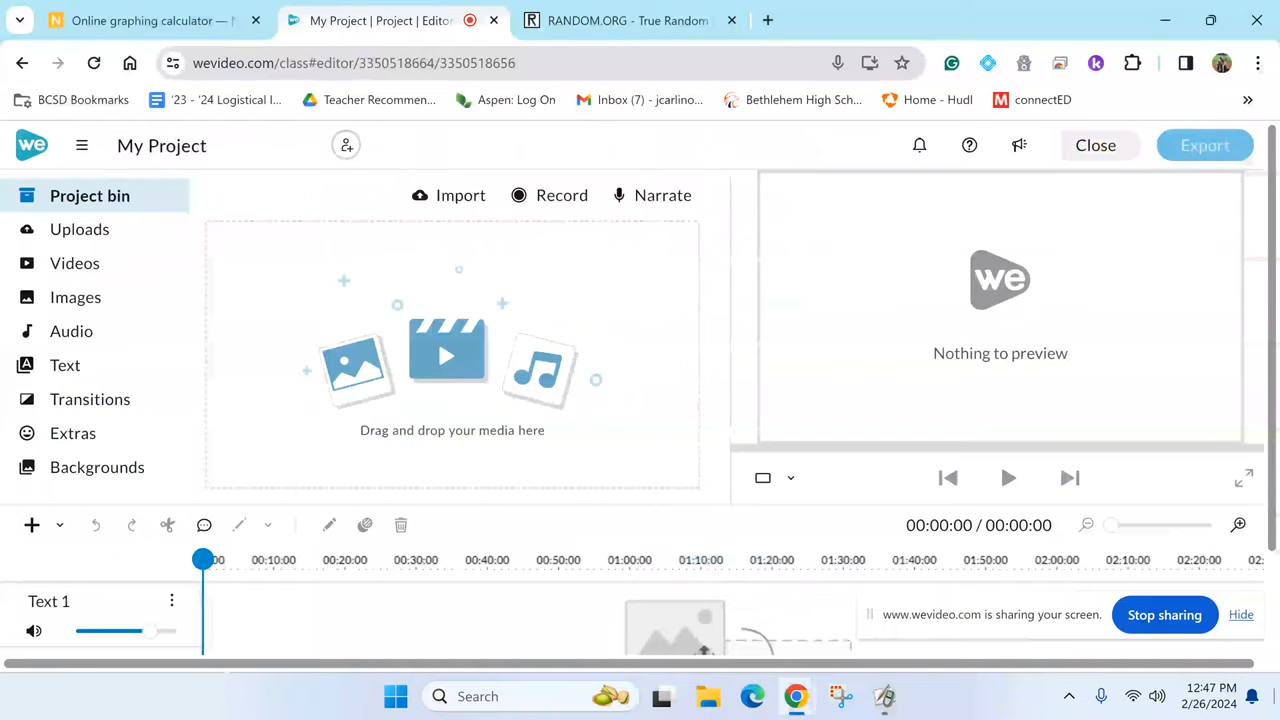 Online graphing calculator — N
My Project | Project | Editor
RANDOM.ORG - True Random
wevideo.com/class#editor/3350518664/3350518656
BCSD Bookmarks
'23 - '24 Logistical I...
Teacher Recommen...
Aspen: Log On
Inbox (7) - jcarlino...
Bethlehem High Sch...
Home - Hudl
connectED
we
My Project
Close
Export
Project bin
Import
Record
Narrate
Uploads
Videos
Images
Audio
Text
Transitions
Extras
Backgrounds
Drag and drop your media here
we
Nothing to preview
00:00:00 / 00:00:00
00:10:00
00:20:00
00:30:00
00:40:00
00:50:00
01:00:00
01:10:00
01:20:00
01:30:00
01:40:00
01:50:00
02:00:00
02:10:00
02:20:00
Text 1
www.wevideo.com is sharing your screen.
Stop sharing
Hide
Search
12:47 PM
2/26/2024